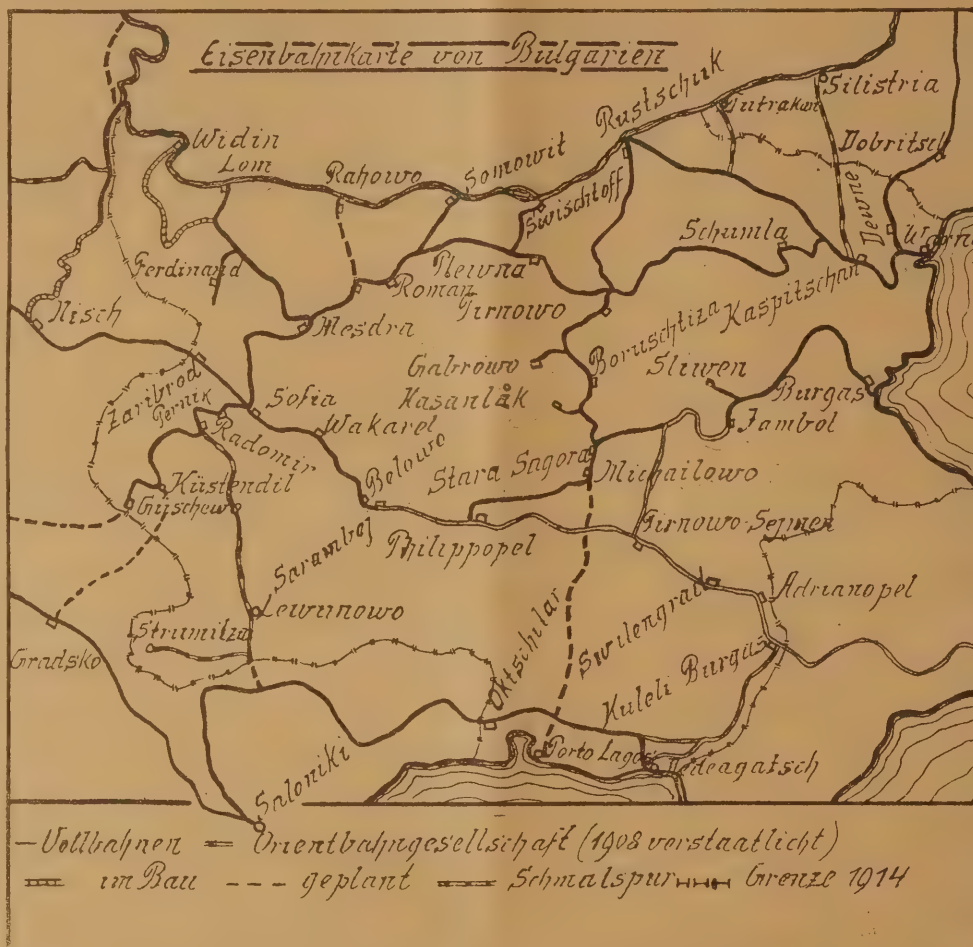 Eisenbahnkarte von Bulgarien
Widin
Lom
Rahowo
Somowit
Rustschuk
Tutrakan
Silistria
Dobritsch
Swischtoff
Dewne
Warna
Ferdinand
Plewna
Schumla
Nisch
Roman
Tirnowo
Kaspitschan
Mesdra
Boruschtiza
Gabrowo
Sliwen
Zaribrod
Pernik
Sofia
Kasanlåk
Burgas
Wakarel
Jambol
Radomir
Belowo
Stara Sagora
Michailowo
Küstendil
Güschewo
Philippopel
Tirnowo-Sejmen
Sarambej
Lewunowo
Adrianopel
Strumitza
Swilengrad
Gradsko
Oktschilar
Kuleli Burgas
Porto Lagos
Dedeagatsch
Saloniki
Vollbahnen Orientbahngesellschaft (1908 verstaatlicht)
im Bau geplant Schmalspur Grenze 1914